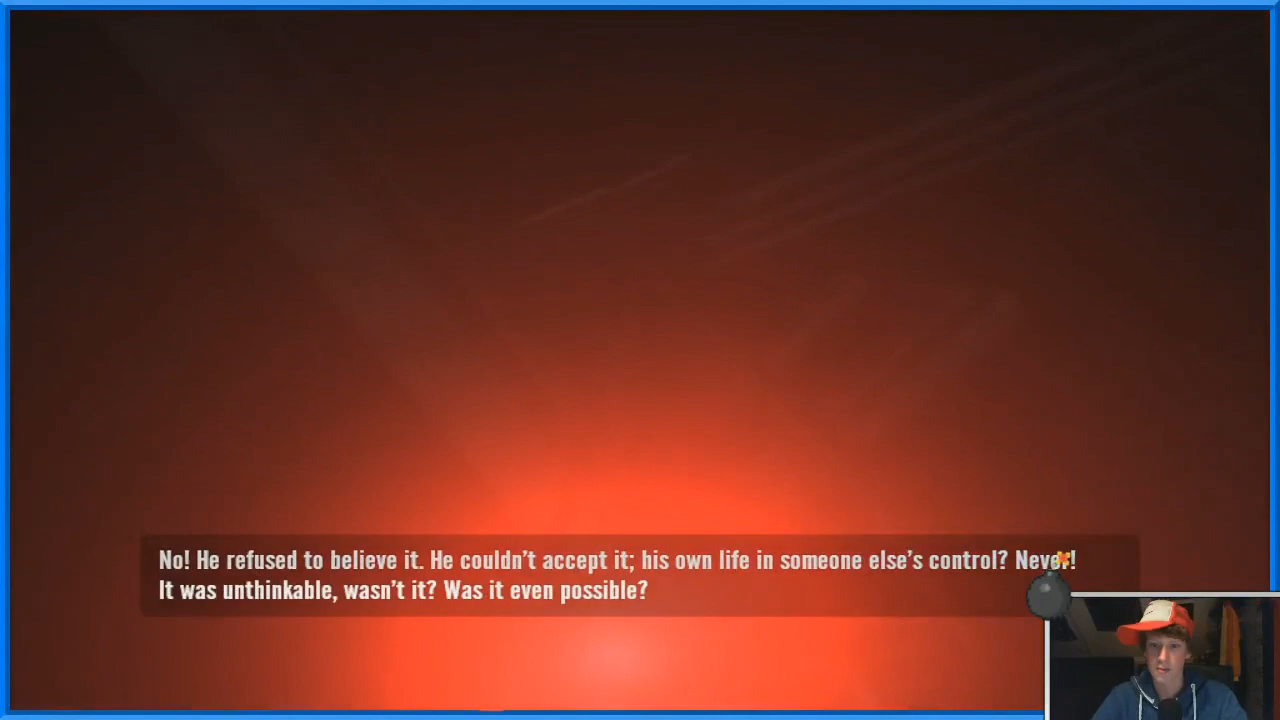 No! He refused to believe it. He couldn't accept it; his own life in someone else's control? Never!
It was unthinkable, wasn't it? Was it even possible?